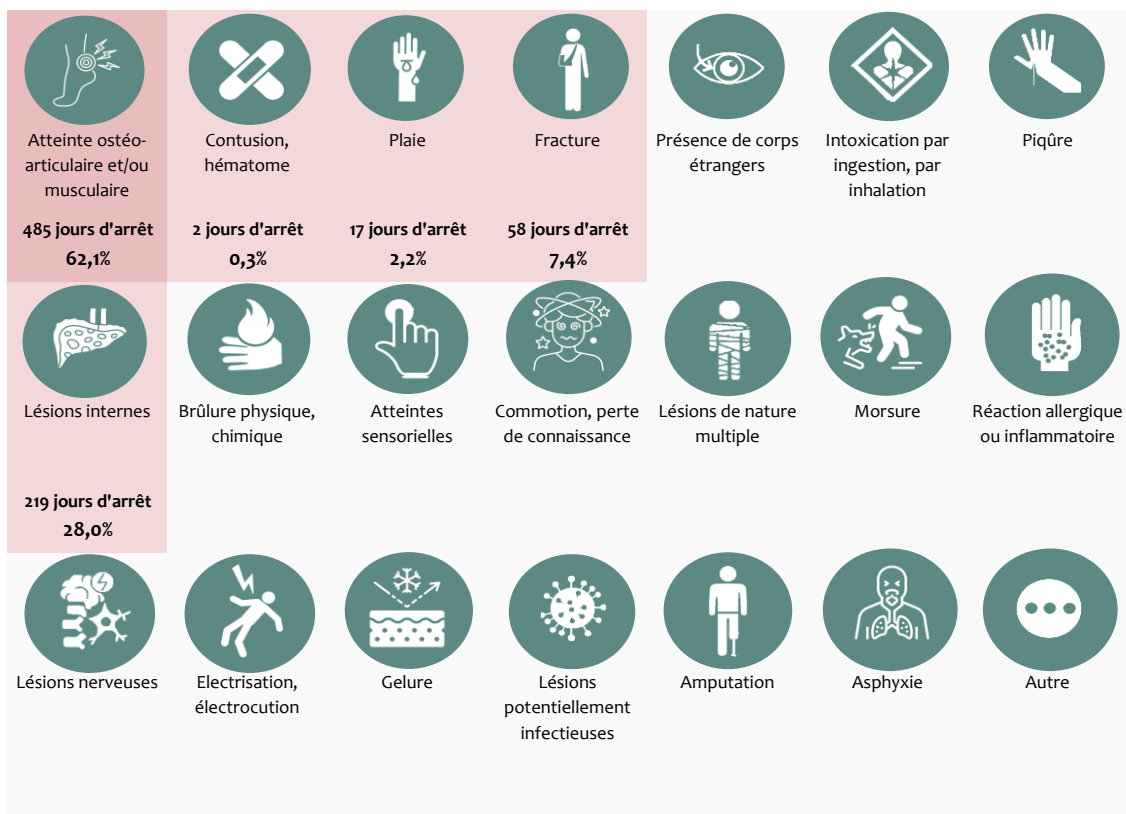 Atteinte ostéo-
articulaire et/ou
musculaire
485 jours d'arrêt
62,1%
Contusion,
hématome
2 jours d'arrêt
0,3%
Plaie
17 jours d'arrêt
2,2%
Fracture
58 jours d'arrêt
7,4%
Présence de corps
étrangers
Intoxication par
ingestion, par
inhalation
Piqûre
Lésions internes
219 jours d'arrêt
28,0%
Brûlure physique,
chimique
Atteintes
sensorielles
Commotion, perte
de connaissance
Lésions de nature
multiple
Morsure
Réaction allergique
ou inflammatoire
Lésions nerveuses
Electrisation,
électrocution
Gelure
Lésions
potentiellement
infectieuses
Amputation
Asphyxie
Autre